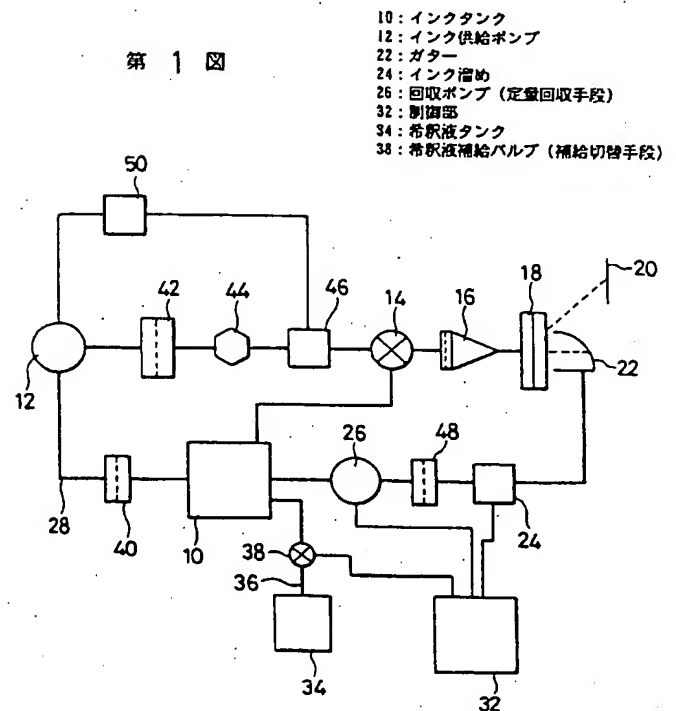 第 1 図
10：インクタンク
12：インク供給ポンプ
22：ガター
24：インク溜め
26：回収ポンプ（定量回収手段）
32：制御部
34：希釈液タンク
38：希釈液補給バルブ（補給切替手段）
50
20
18
42
44
46
14
16
12
22
26
48
28
40
10
38
24
36
34
32